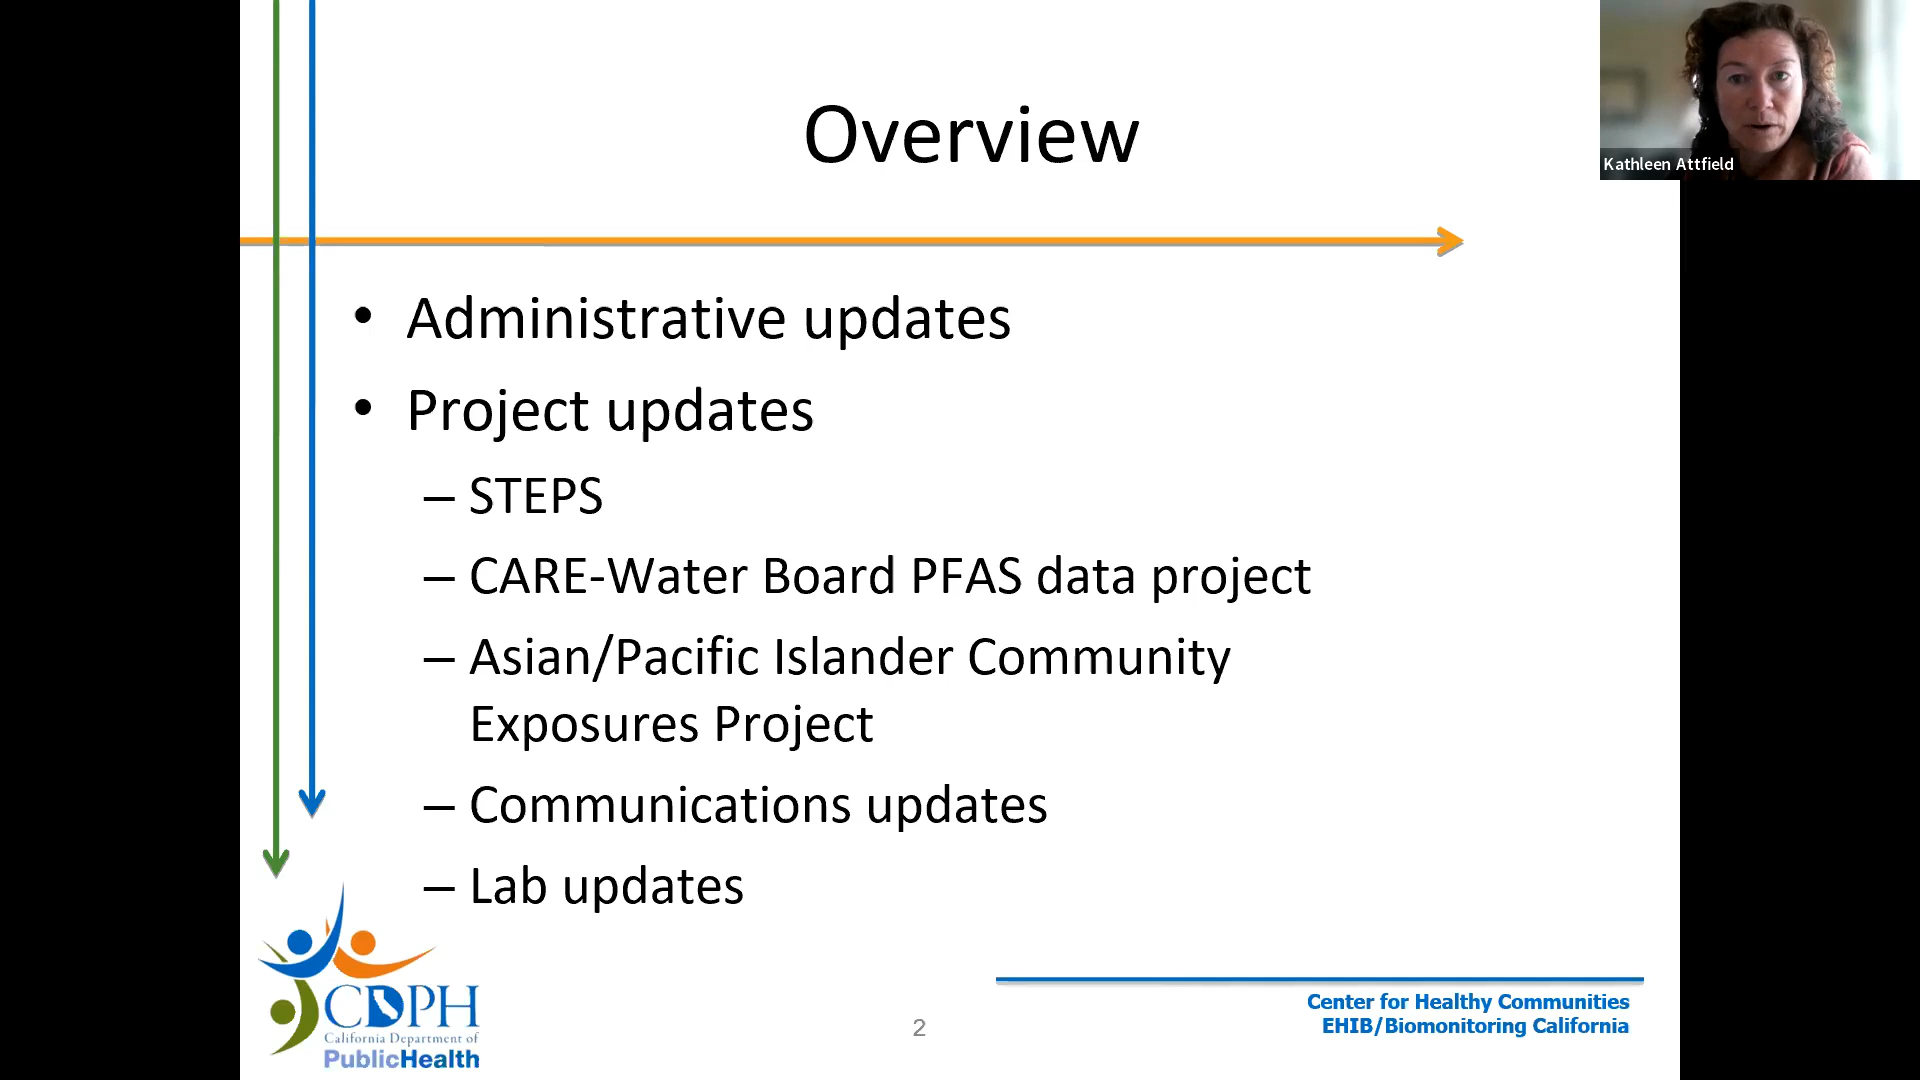 Overview
Kathleen Attfield
• Administrative updates
• Project updates
– STEPS
– CARE-Water Board PFAS data project
– Asian/Pacific Islander Community
Exposures Project
– Communications updates
– Lab updates
CDPH
California Department of
PublicHealth
2
Center for Healthy Communities
EHIB/Biomonitoring California